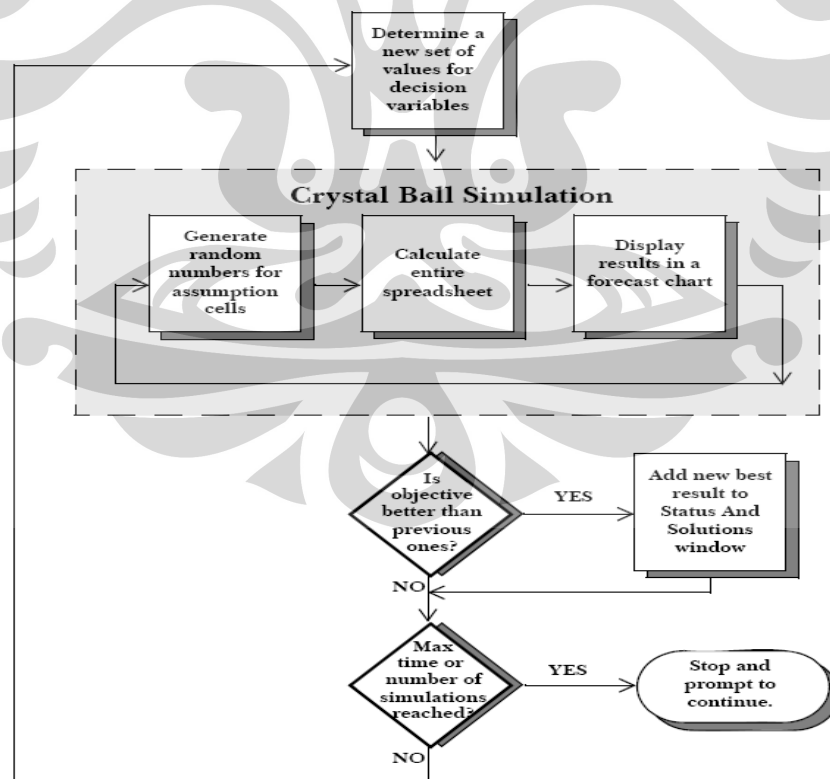 Determine a
new set of
values for
decision
variables
Crystal Ball Simulation
Generate
random
numbers for
assumption
cells
Calculate
entire
spreadsheet
Display
results in a
forecast chart
Is
objective
better than
previous
ones?
YES
Add new best
result to
Status And
Solutions
window
NO
Max
time or
number of
simulations
reached?
YES
Stop and
prompt to
continue.
NO